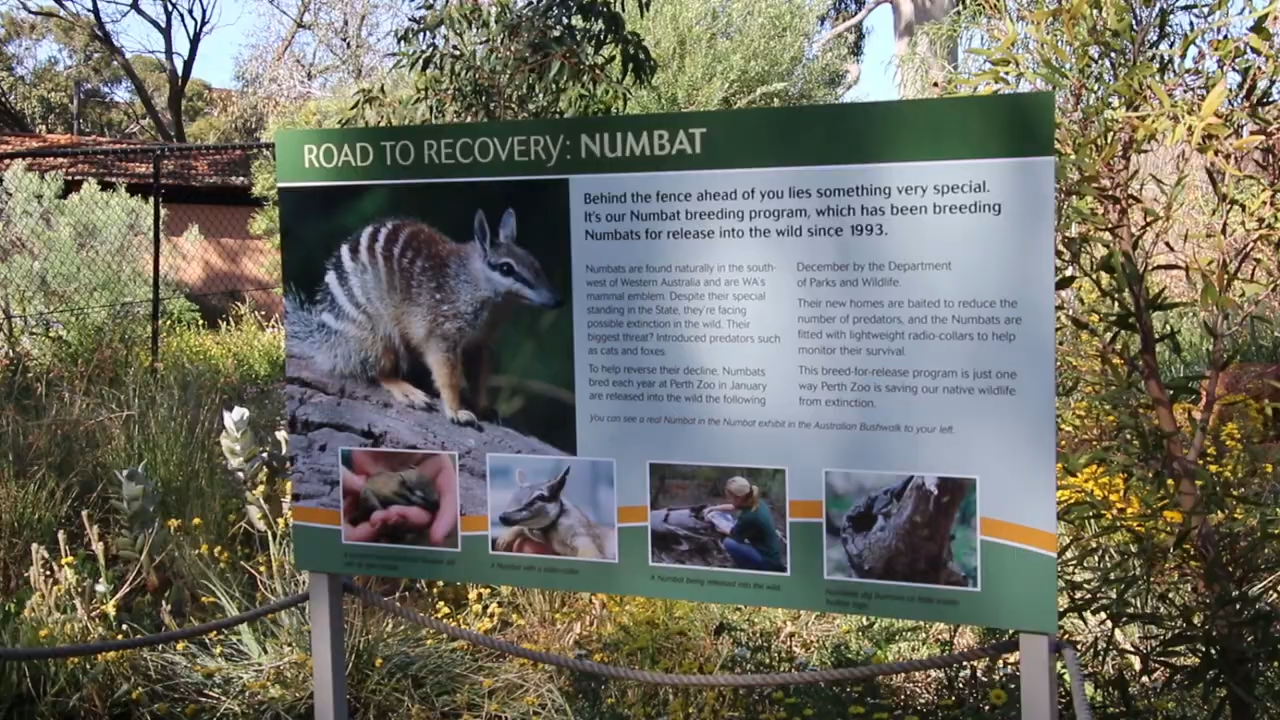 ROAD TO RECOVERY: NUMBAT
Behind the fence ahead of you lies something very special.
It's our Numbat breeding program, which has been breeding
Numbats for release into the wild since 1993.
Numbats are found naturally in the south-
west of Western Australia and are WA's
mammal emblem. Despite their special
standing in the State, they're facing
possible extinction in the wild. Their
biggest threat? Introduced predators such
as cats and foxes.
To help reverse their decline, Numbats
bred each year at Perth Zoo in January
are released into the wild the following
December by the Department
of Parks and Wildlife.
Their new homes are baited to reduce the
number of predators, and the Numbats are
fitted with lightweight radio-collars to help
monitor their survival.
This breed-for-release program is just one
way Perth Zoo is saving our native wildlife
from extinction.
You can see a real Numbat in the Numbat exhibit in the Australian Bushwalk to your left.
A Numbat with a radio-collar.
A Numbat being released into the wild.